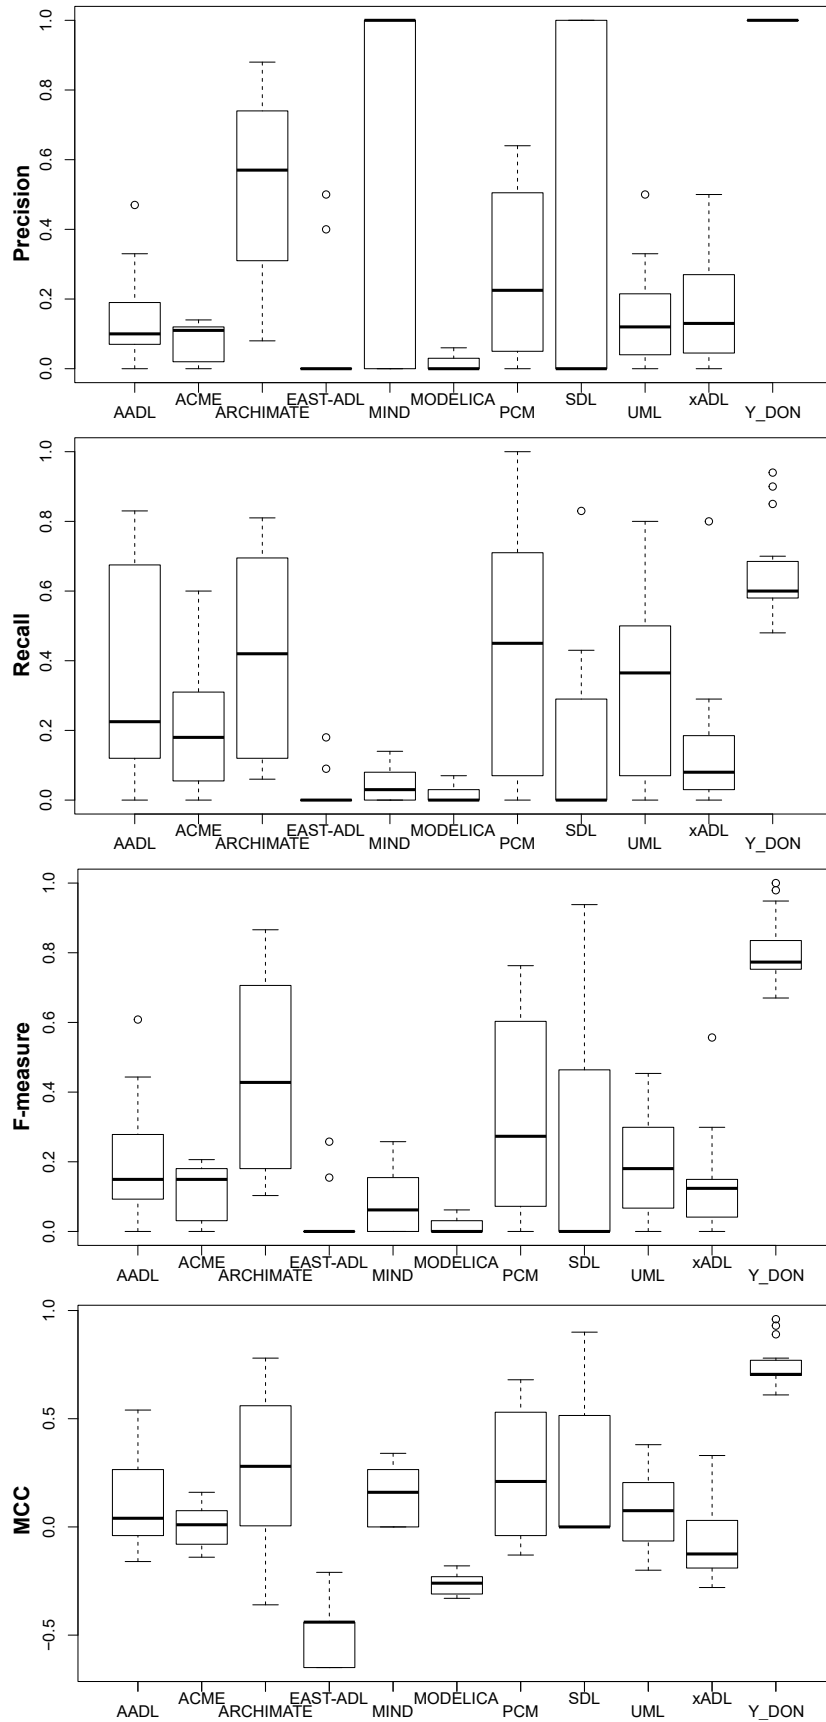 Precision
1.0
0.8
0.6
0.4
0.2
0.0
AADL ACME ARCHIMATE EAST-ADL MIND MODELICA PCM SDL UML xADL Y_DON
Recall
1.0
0.8
0.6
0.4
0.2
0.0
AADL ACME ARCHIMATE EAST-ADL MIND MODELICA PCM SDL UML xADL Y_DON
F-measure
1.0
0.8
0.6
0.4
0.2
0.0
AADL ACME ARCHIMATE EAST-ADL MIND MODELICA PCM SDL UML xADL Y_DON
MCC
1.0
0.5
0.0
−0.5
AADL ACME ARCHIMATE EAST-ADL MIND MODELICA PCM SDL UML xADL Y_DON